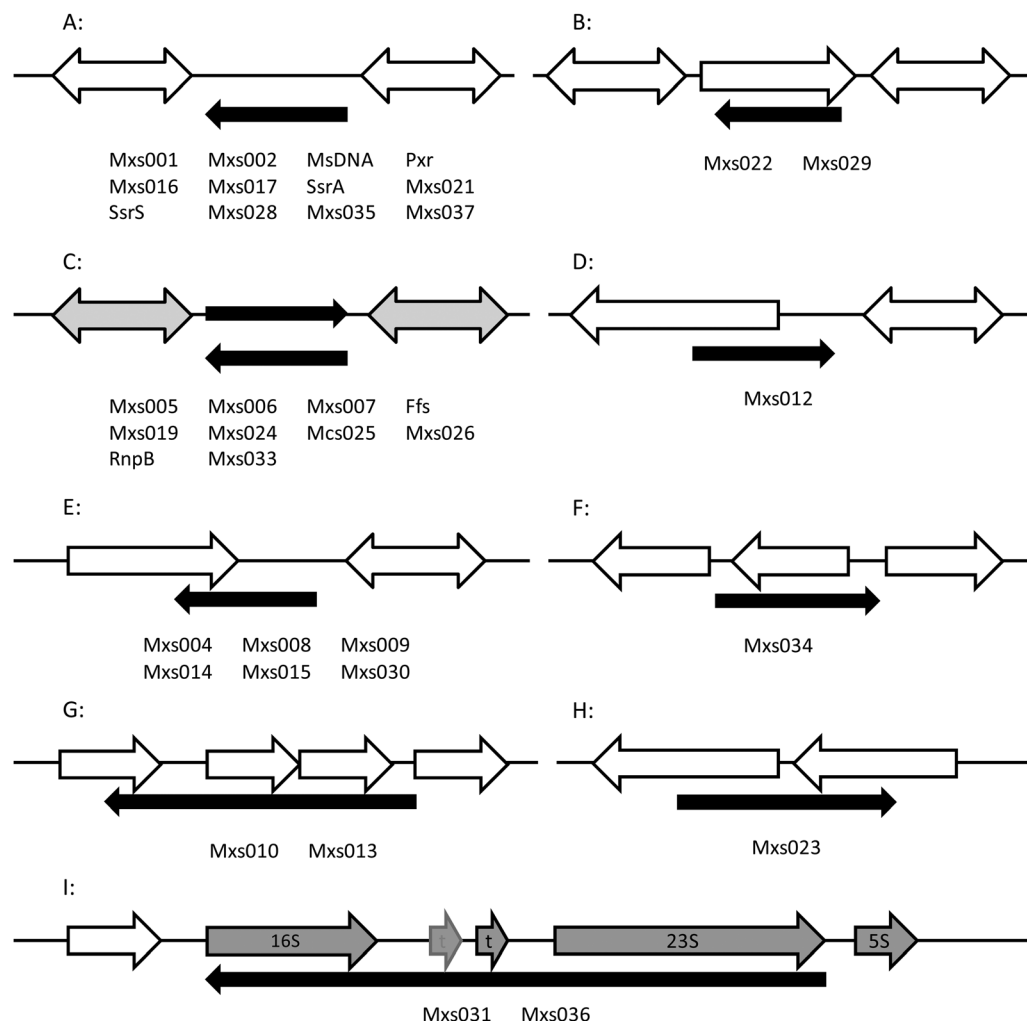 A:
B:
Mxs001 Mxs002 MsDNA Pxr
Mxs016 Mxs017 SsrA Mxs021
SsrS Mxs028 Mxs035 Mxs037
Mxs022 Mxs029
C:
D:
Mxs005 Mxs006 Mxs007 Ffs
Mxs019 Mxs024 Mcs025 Mxs026
RnpB Mxs033
Mxs012
E:
F:
Mxs004 Mxs008 Mxs009
Mxs014 Mxs015 Mxs030
Mxs034
G:
H:
Mxs010 Mxs013
Mxs023
I:
16S t t 23S 5S
Mxs031 Mxs036